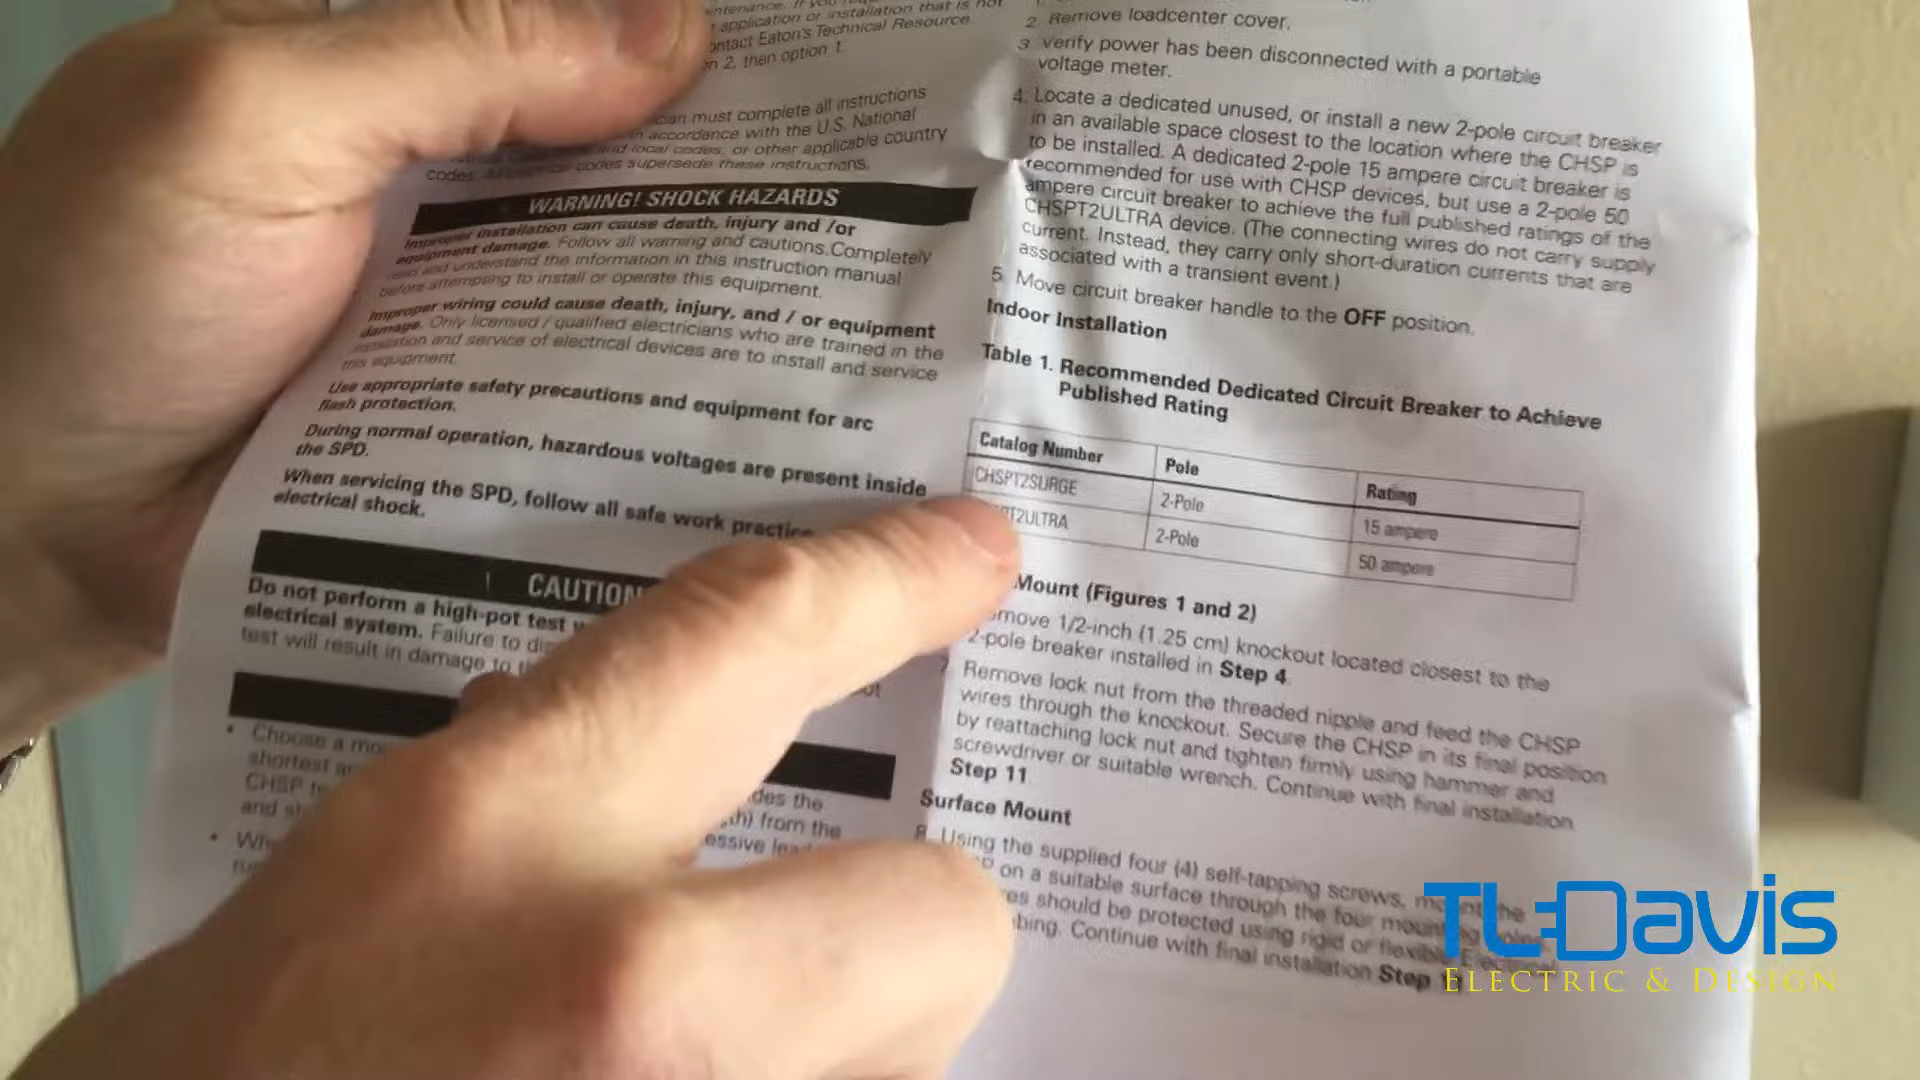 application or installation that is not
Eaton's Technical Resource
2, then option 1.
must complete all instructions
accordance with the U.S. National
and local codes, or other applicable country
codes. codes supersede these instructions.
WARNING! SHOCK HAZARDS
Improper installation can cause death, injury and /or
equipment damage. Follow all warning and cautions.Completely
read and understand the information in this instruction manual
before attempting to install or operate this equipment.
Improper wiring could cause death, injury, and / or equipment
damage. Only licensed / qualified electricians who are trained in the
installation and service of electrical devices are to install and service
this equipment.
Use appropriate safety precautions and equipment for arc
flash protection.
During normal operation, hazardous voltages are present inside
the SPD.
When servicing the SPD, follow all safe work
electrical shock.
CAUTION
Do not perform a high-pot test
electrical system. Failure to
test will result in damage to
• Choose a
shortest
CHSP
and
•
the
from the
2. Remove loadcenter cover.
3. verify power has been disconnected with a portable
voltage meter.
4. Locate a dedicated unused, or install a new 2-pole circuit breaker
in an available space closest to the location where the CHSP is
to be installed. A dedicated 2-pole 15 ampere circuit breaker is
recommended for use with CHSP devices, but use a 2-pole 50
ampere circuit breaker to achieve the full published ratings of the
CHSPT2ULTRA device. (The connecting wires do not carry supply
current. Instead, they carry only short-duration currents that are
associated with a transient event.)
5. Move circuit breaker handle to the OFF position.
Indoor Installation
Table 1. Recommended Dedicated Circuit Breaker to Achieve
Published Rating
Catalog Number Pole Rating
CHSPT2SURGE 2-Pole 15 ampere
T2ULTRA 2-Pole 50 ampere
Mount (Figures 1 and 2)
1/2-inch (1.25 cm) knockout located closest to the
2-pole breaker installed in Step 4.
7. Remove lock nut from the threaded nipple and feed the CHSP
wires through the knockout. Secure the CHSP in its final position
by reattaching lock nut and tighten firmly using hammer and
screwdriver or suitable wrench. Continue with final installation
Step 11.
Surface Mount
8. Using the supplied four (4) self-tapping screws, mount the
on a suitable surface through the four mounting
should be protected using rigid or flexible
Continue with final installation Step
TL Davis
ELECTRIC & DESIGN